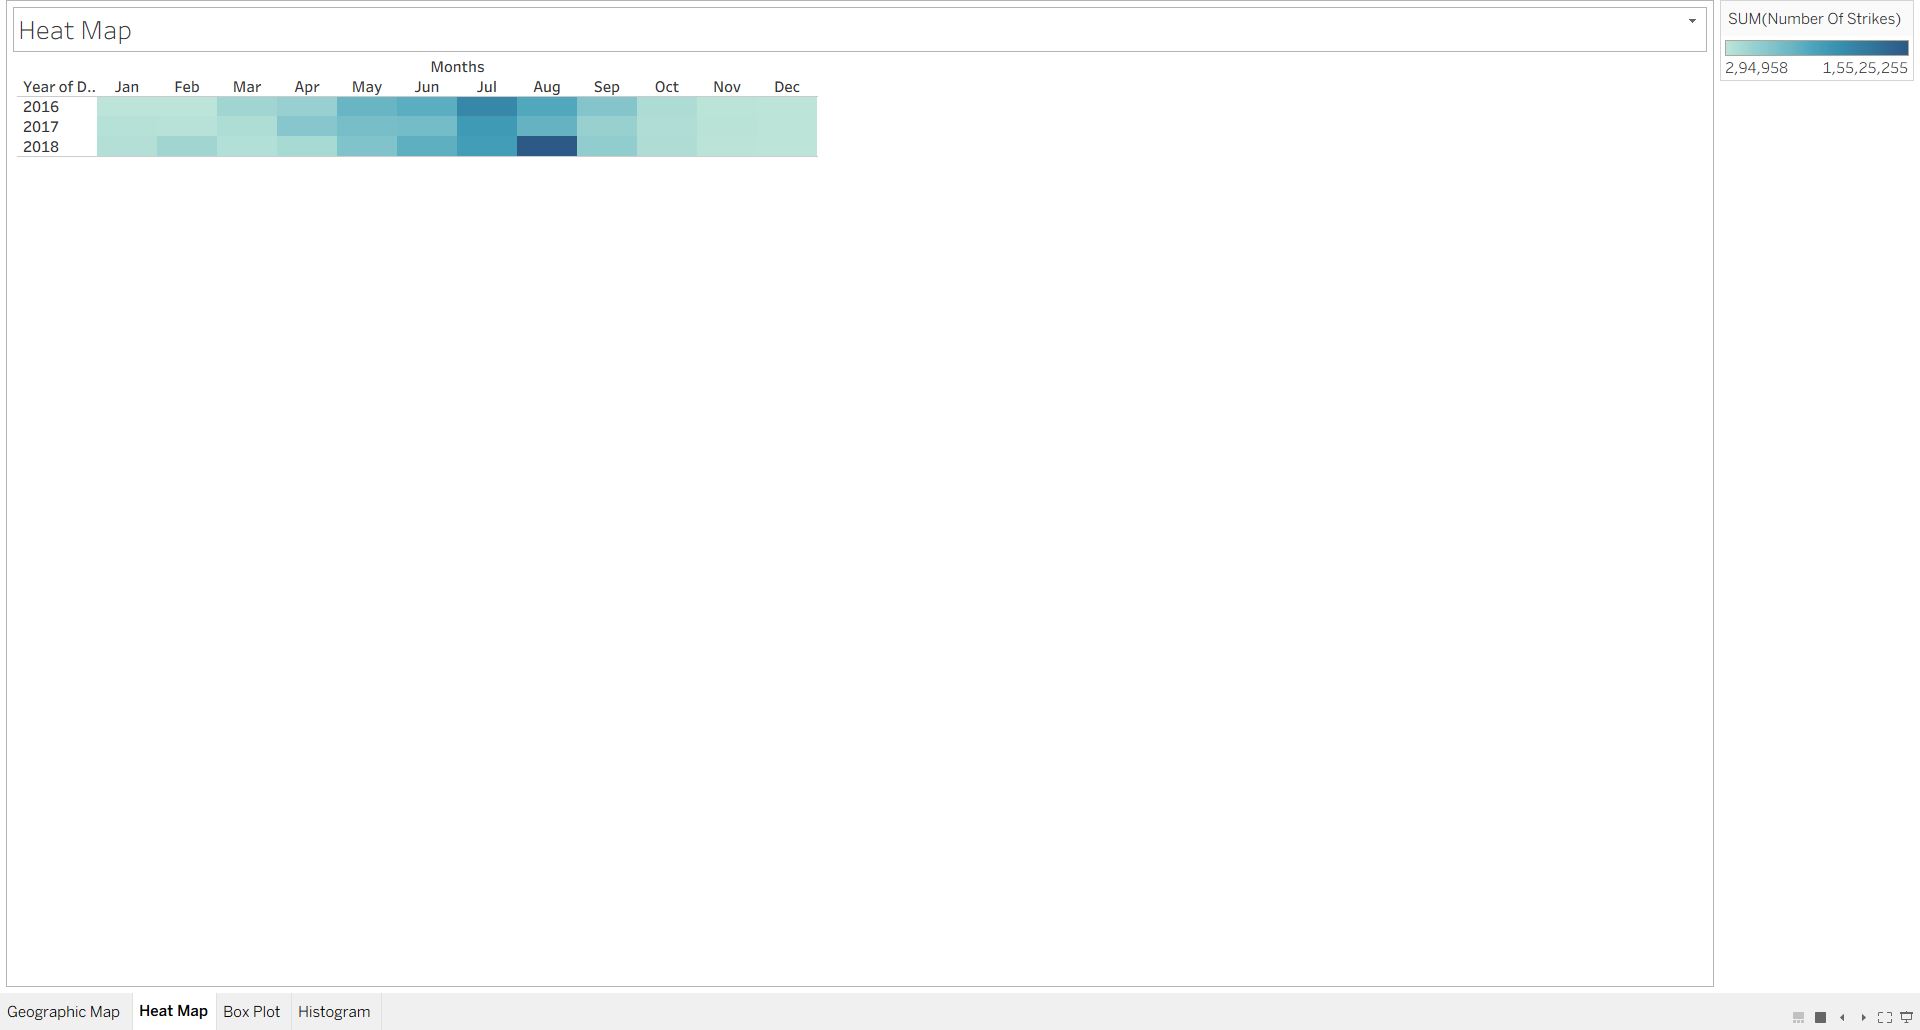 Heat Map
SUM(Number Of Strikes)
2,94,958 1,55,25,255
Months
Year of D.. Jan Feb Mar Apr May Jun Jul Aug Sep Oct Nov Dec
2016
2017
2018
Geographic Map Heat Map Box Plot Histogram